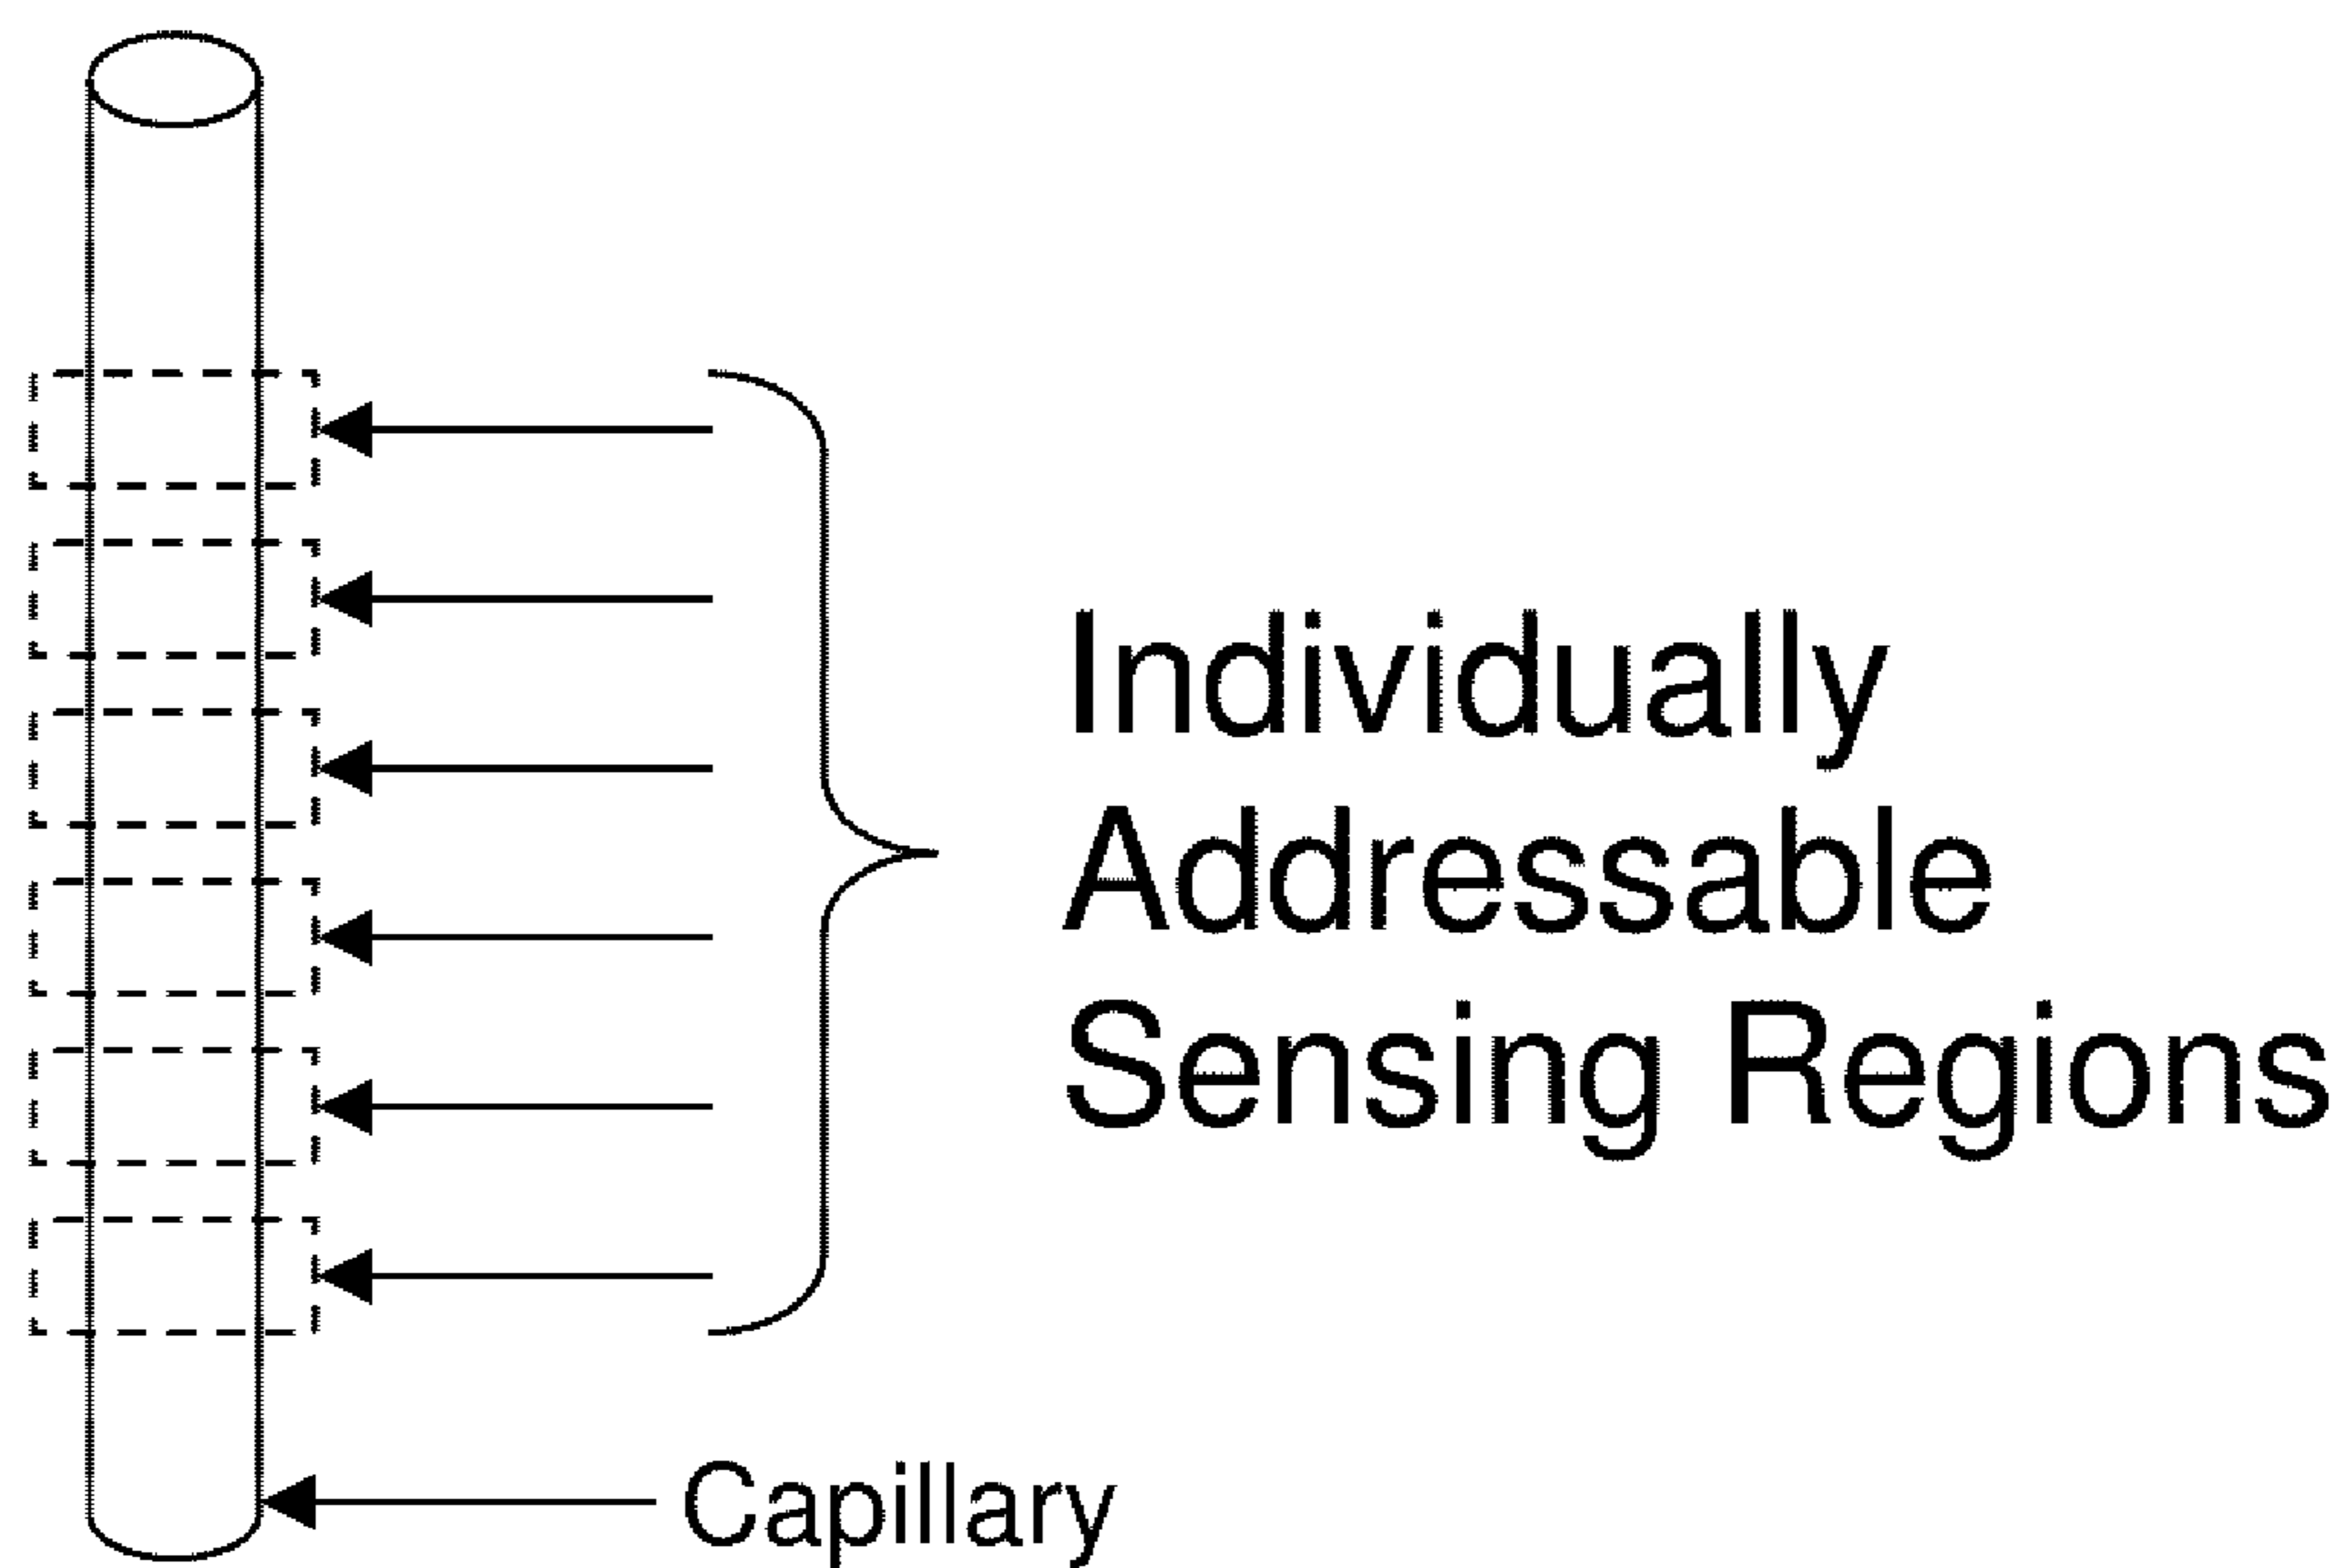 Individually
Addressable
Sensing Regions
Capillary